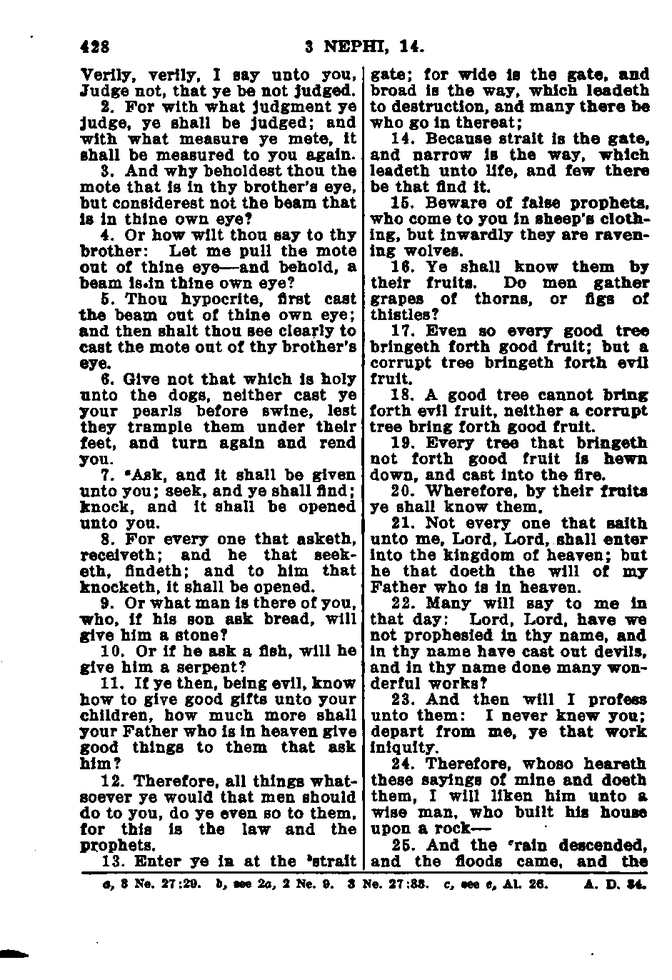 428 3 NEPHI, 14.
Verily, verily, I say unto you,
Judge not, that ye be not judged.
2. For with what judgment ye
judge, ye shall be judged; and
with what measure ye mete, it
shall be measured to you again.
3. And why beholdest thou the
mote that is in thy brother's eye,
but considerest not the beam that
is in thine own eye?
4. Or how wilt thou say to thy
brother: Let me pull the mote
out of thine eye—and behold, a
beam is in thine own eye?
5. Thou hypocrite, first cast
the beam out of thine own eye;
and then shalt thou see clearly to
cast the mote out of thy brother's
eye.
6. Give not that which is holy
unto the dogs, neither cast ye
your pearls before swine, lest
they trample them under their
feet, and turn again and rend
you.
7. ᵃAsk, and it shall be given
unto you; seek, and ye shall find;
knock, and it shall be opened
unto you.
8. For every one that asketh,
receiveth; and he that seek-
eth, findeth; and to him that
knocketh, it shall be opened.
9. Or what man is there of you,
who, if his son ask bread, will
give him a stone?
10. Or if he ask a fish, will he
give him a serpent?
11. If ye then, being evil, know
how to give good gifts unto your
children, how much more shall
your Father who is in heaven give
good things to them that ask
him?
12. Therefore, all things what-
soever ye would that men should
do to you, do ye even so to them,
for this is the law and the
prophets.
13. Enter ye in at the ᵇstrait
gate; for wide is the gate, and
broad is the way, which leadeth
to destruction, and many there be
who go in thereat;
14. Because strait is the gate,
and narrow is the way, which
leadeth unto life, and few there
be that find it.
15. Beware of false prophets,
who come to you in sheep's cloth-
ing, but inwardly they are raven-
ing wolves.
16. Ye shall know them by
their fruits. Do men gather
grapes of thorns, or figs of
thistles?
17. Even so every good tree
bringeth forth good fruit; but a
corrupt tree bringeth forth evil
fruit.
18. A good tree cannot bring
forth evil fruit, neither a corrupt
tree bring forth good fruit.
19. Every tree that bringeth
not forth good fruit is hewn
down, and cast into the fire.
20. Wherefore, by their fruits
ye shall know them.
21. Not every one that saith
unto me, Lord, Lord, shall enter
into the kingdom of heaven; but
he that doeth the will of my
Father who is in heaven.
22. Many will say to me in
that day: Lord, Lord, have we
not prophesied in thy name, and
in thy name have cast out devils,
and in thy name done many won-
derful works?
23. And then will I profess
unto them: I never knew you;
depart from me, ye that work
iniquity.
24. Therefore, whoso heareth
these sayings of mine and doeth
them, I will liken him unto a
wise man, who built his house
upon a rock—
25. And the ᶜrain descended,
and the floods came, and the
a, 3 Ne. 27:29. b, see 2a, 2 Ne. 9. 3 Ne. 27:33. c, see e, Al. 26. A. D. 34.